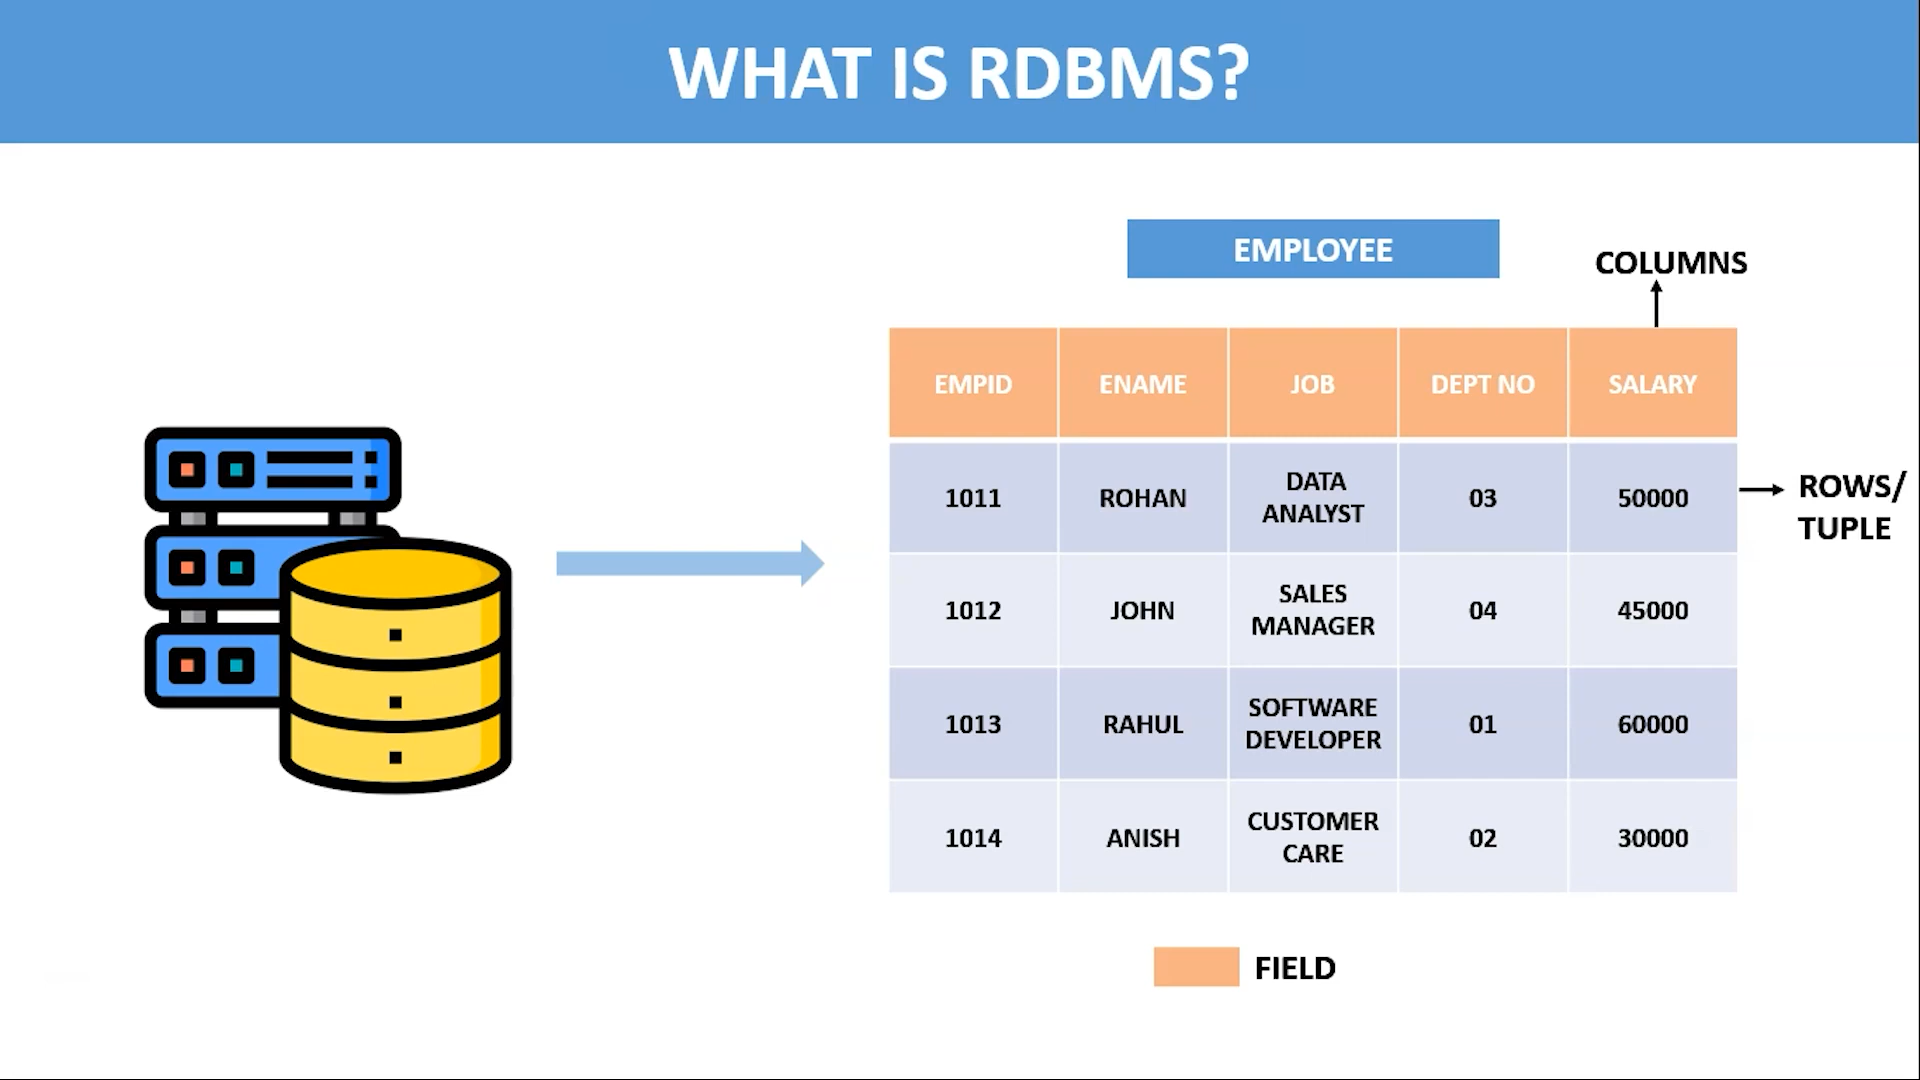 WHAT IS RDBMS?
EMPLOYEE
COLUMNS
EMPID ENAME JOB DEPT NO SALARY
1011 ROHAN DATA ANALYST 03 50000
ROWS/
TUPLE
1012 JOHN SALES MANAGER 04 45000
1013 RAHUL SOFTWARE DEVELOPER 01 60000
1014 ANISH CUSTOMER CARE 02 30000
FIELD